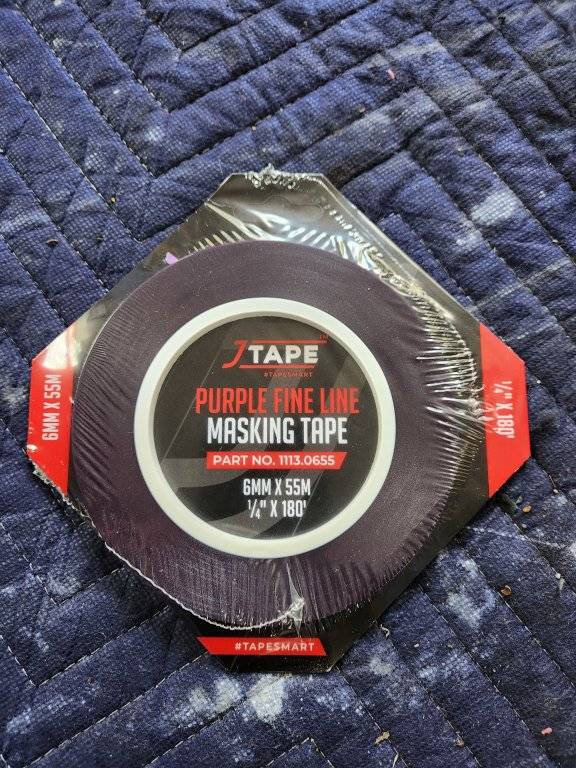 JTAPE™
#TAPESMART
PURPLE FINE LINE
MASKING TAPE
PART NO. 1113.0655
6MM X 55M
¼" X 180'
6MM X 55M
¼" X 180'
#TAPESMART